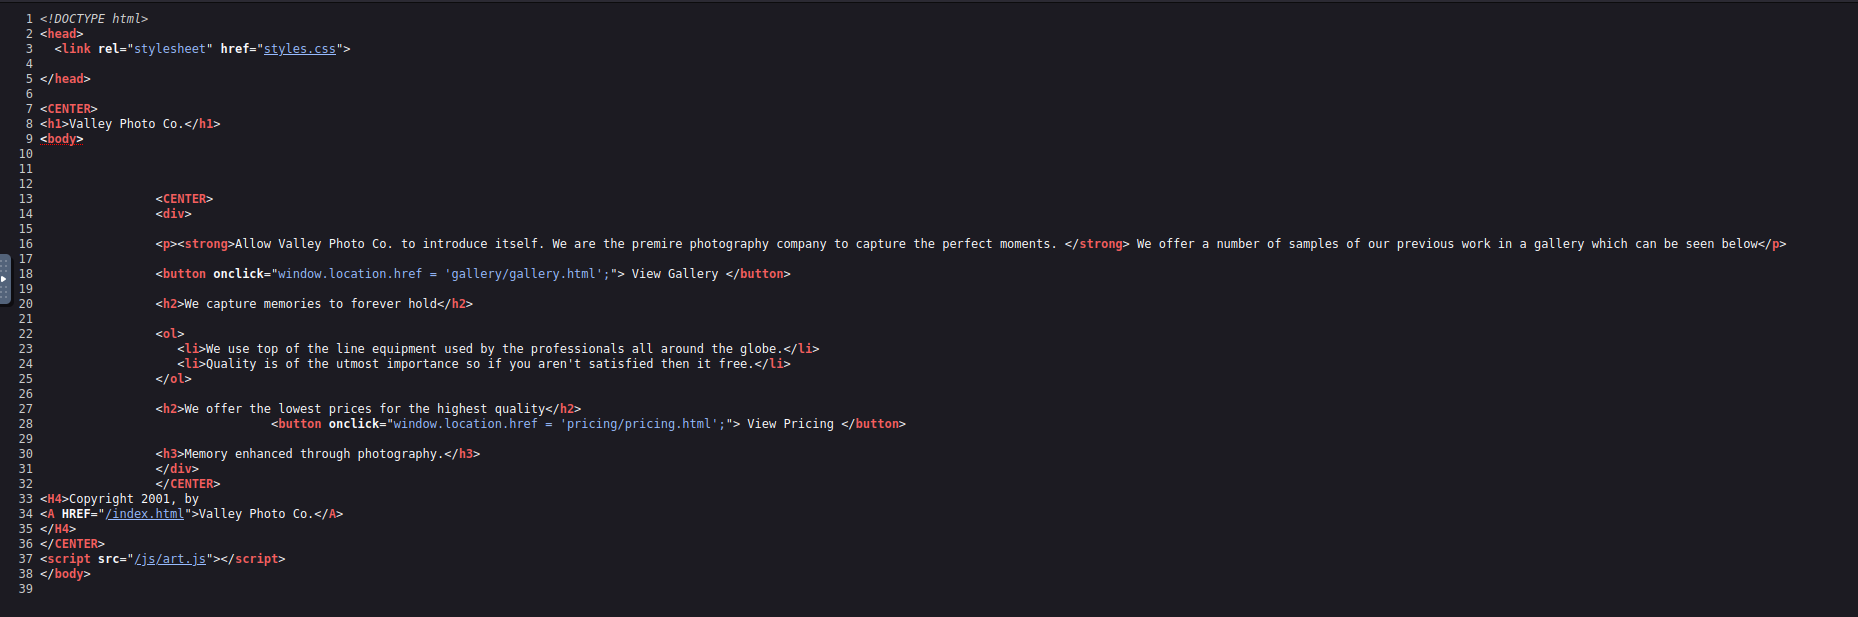 1 <!DOCTYPE html>
2 <head>
3   <link rel="stylesheet" href="styles.css">
4
5 </head>
6
7 <CENTER>
8 <h1>Valley Photo Co.</h1>
9 <body>
10
11
12
13                 <CENTER>
14                 <div>
15
16                 <p><strong>Allow Valley Photo Co. to introduce itself. We are the premire photography company to capture the perfect moments. </strong> We offer a number of samples of our previous work in a gallery which can be seen below</p>
17
18                 <button onclick="window.location.href = 'gallery/gallery.html';"> View Gallery </button>
19
20                 <h2>We capture memories to forever hold</h2>
21
22                 <ol>
23                    <li>We use top of the line equipment used by the professionals all around the globe.</li>
24                    <li>Quality is of the utmost importance so if you aren't satisfied then it free.</li>
25                 </ol>
26
27                 <h2>We offer the lowest prices for the highest quality</h2>
28                                 <button onclick="window.location.href = 'pricing/pricing.html';"> View Pricing </button>
29
30                 <h3>Memory enhanced through photography.</h3>
31                 </div>
32                 </CENTER>
33 <H4>Copyright 2001, by
34 <A HREF="/index.html">Valley Photo Co.</A>
35 </H4>
36 </CENTER>
37 <script src="/js/art.js"></script>
38 </body>
39